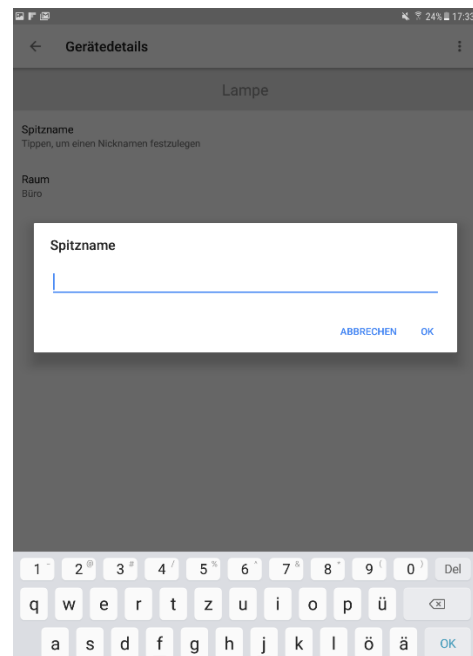 24% 17:33
Gerätedetails
Lampe
Spitzname
Tippen, um einen Nicknamen festzulegen
Raum
Büro
Spitzname
ABBRECHEN OK
1 ~ 2 @ 3 # 4 / 5 % 6 ^ 7 & 8 * 9 ( 0 ) Del
q w e r t z u i o p ü
a s d f g h j k l ö ä OK